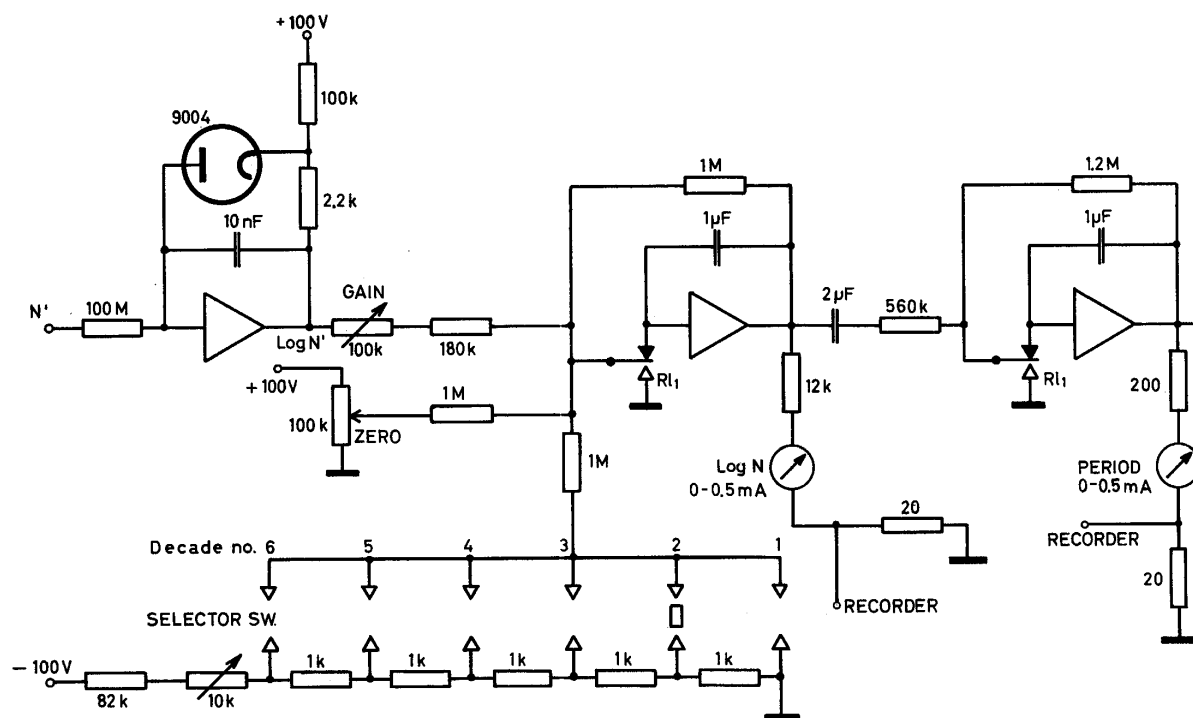 +100V
100k
9004
2,2k
10nF
N'
100M
Log N'
GAIN
100k
180k
+100V
100k
ZERO
1M
1M
1M
1µF
Rl₁
2µF
560k
12k
Log N
0-0.5mA
20
RECORDER
1.2M
1µF
Rl₁
200
PERIOD
0-0.5mA
RECORDER
20
Decade no. 6 5 4 3 2 1
SELECTOR SW.
-100V
82k
10k
1k
1k
1k
1k
1k